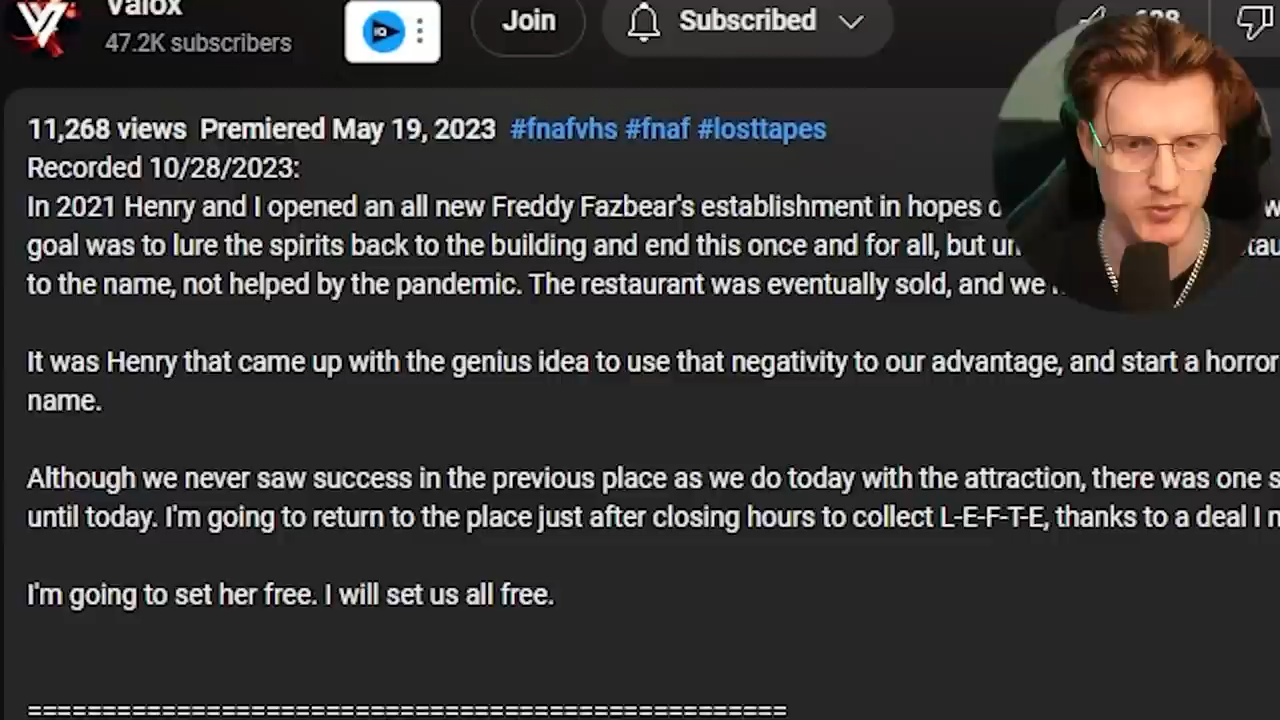 Valox
47.2K subscribers
Join
Subscribed
11,268 views Premiered May 19, 2023 #fnafvhs #fnaf #losttapes
Recorded 10/28/2023:
In 2021 Henry and I opened an all new Freddy Fazbear's establishment in hopes
goal was to lure the spirits back to the building and end this once and for all, but
to the name, not helped by the pandemic. The restaurant was eventually sold, and we
It was Henry that came up with the genius idea to use that negativity to our advantage, and start a horror
name.
Although we never saw success in the previous place as we do today with the attraction, there was one
until today. I'm going to return to the place just after closing hours to collect L-E-F-T-E, thanks to a deal I
I'm going to set her free. I will set us all free.